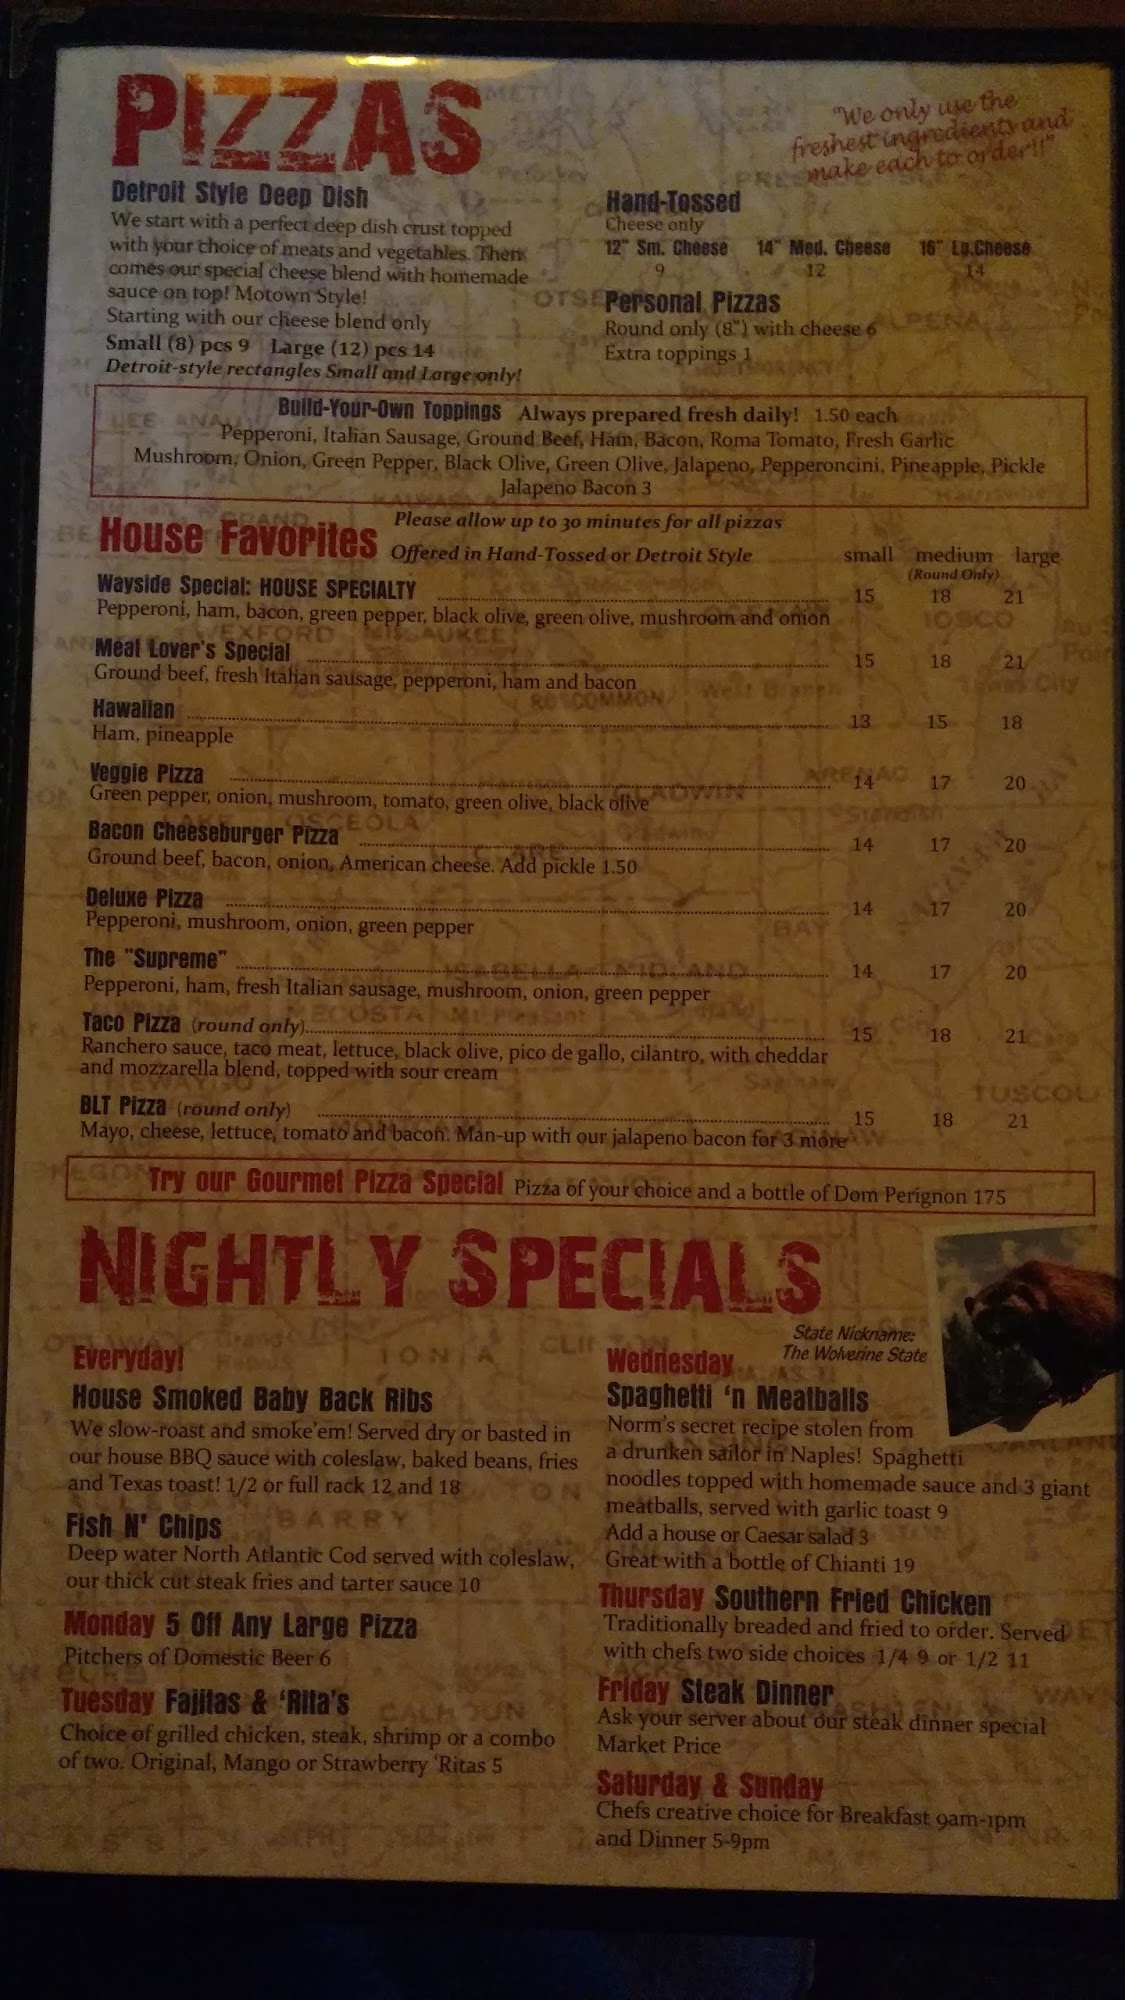 PIZZAS
"We only use the
freshest ingredients and
make each to order!!"
Detroit Style Deep Dish
We start with a perfect deep dish crust topped
with your choice of meats and vegetables. Then
comes our special cheese blend with homemade
sauce on top! Motown Style!
Starting with our cheese blend only
Small (8) pcs 9 Large (12) pcs 14
Detroit-style rectangles Small and Large only!
Hand-Tossed
Cheese only
12" Sm. Cheese 14" Med. Cheese 16" Lg.Cheese
9 12 14
Personal Pizzas
Round only (8") with cheese 6
Extra toppings 1
Build-Your-Own Toppings Always prepared fresh daily! 1.50 each
Pepperoni, Italian Sausage, Ground Beef, Ham, Bacon, Roma Tomato, Fresh Garlic
Mushroom, Onion, Green Pepper, Black Olive, Green Olive, Jalapeno, Pepperoncini, Pineapple, Pickle
Jalapeno Bacon 3
House Favorites
Please allow up to 30 minutes for all pizzas
Offered in Hand-Tossed or Detroit Style
small medium large
(Round Only)
Wayside Special: HOUSE SPECIALTY 15 18 21
Pepperoni, ham, bacon, green pepper, black olive, green olive, mushroom and onion
Meat Lover's Special 15 18 21
Ground beef, fresh Italian sausage, pepperoni, ham and bacon
Hawaiian 13 15 18
Ham, pineapple
Veggie Pizza 14 17 20
Green pepper, onion, mushroom, tomato, green olive, black olive
Bacon Cheeseburger Pizza 14 17 20
Ground beef, bacon, onion, American cheese. Add pickle 1.50
Deluxe Pizza 14 17 20
Pepperoni, mushroom, onion, green pepper
The "Supreme" 14 17 20
Pepperoni, ham, fresh Italian sausage, mushroom, onion, green pepper
Taco Pizza (round only) 15 18 21
Ranchero sauce, taco meat, lettuce, black olive, pico de gallo, cilantro, with cheddar
and mozzarella blend, topped with sour cream
BLT Pizza (round only) 15 18 21
Mayo, cheese, lettuce, tomato and bacon. Man-up with our jalapeno bacon for 3 more
Try our Gourmet Pizza Special Pizza of your choice and a bottle of Dom Perignon 175
NIGHTLY SPECIALS
State Nickname:
The Wolverine State
Everyday!
House Smoked Baby Back Ribs
We slow-roast and smoke'em! Served dry or basted in
our house BBQ sauce with coleslaw, baked beans, fries
and Texas toast! 1/2 or full rack 12 and 18
Fish N' Chips
Deep water North Atlantic Cod served with coleslaw,
our thick cut steak fries and tarter sauce 10
Monday 5 Off Any Large Pizza
Pitchers of Domestic Beer 6
Tuesday Fajitas & 'Rita's
Choice of grilled chicken, steak, shrimp or a combo
of two. Original, Mango or Strawberry 'Ritas 5
Wednesday
Spaghetti 'n Meatballs
Norm's secret recipe stolen from
a drunken sailor in Naples! Spaghetti
noodles topped with homemade sauce and 3 giant
meatballs, served with garlic toast 9
Add a house or Caesar salad 3
Great with a bottle of Chianti 19
Thursday Southern Fried Chicken
Traditionally breaded and fried to order. Served
with chefs two side choices 1/4 9 or 1/2 11
Friday Steak Dinner
Ask your server about our steak dinner special
Market Price
Saturday & Sunday
Chefs creative choice for Breakfast 9am-1pm
and Dinner 5-9pm